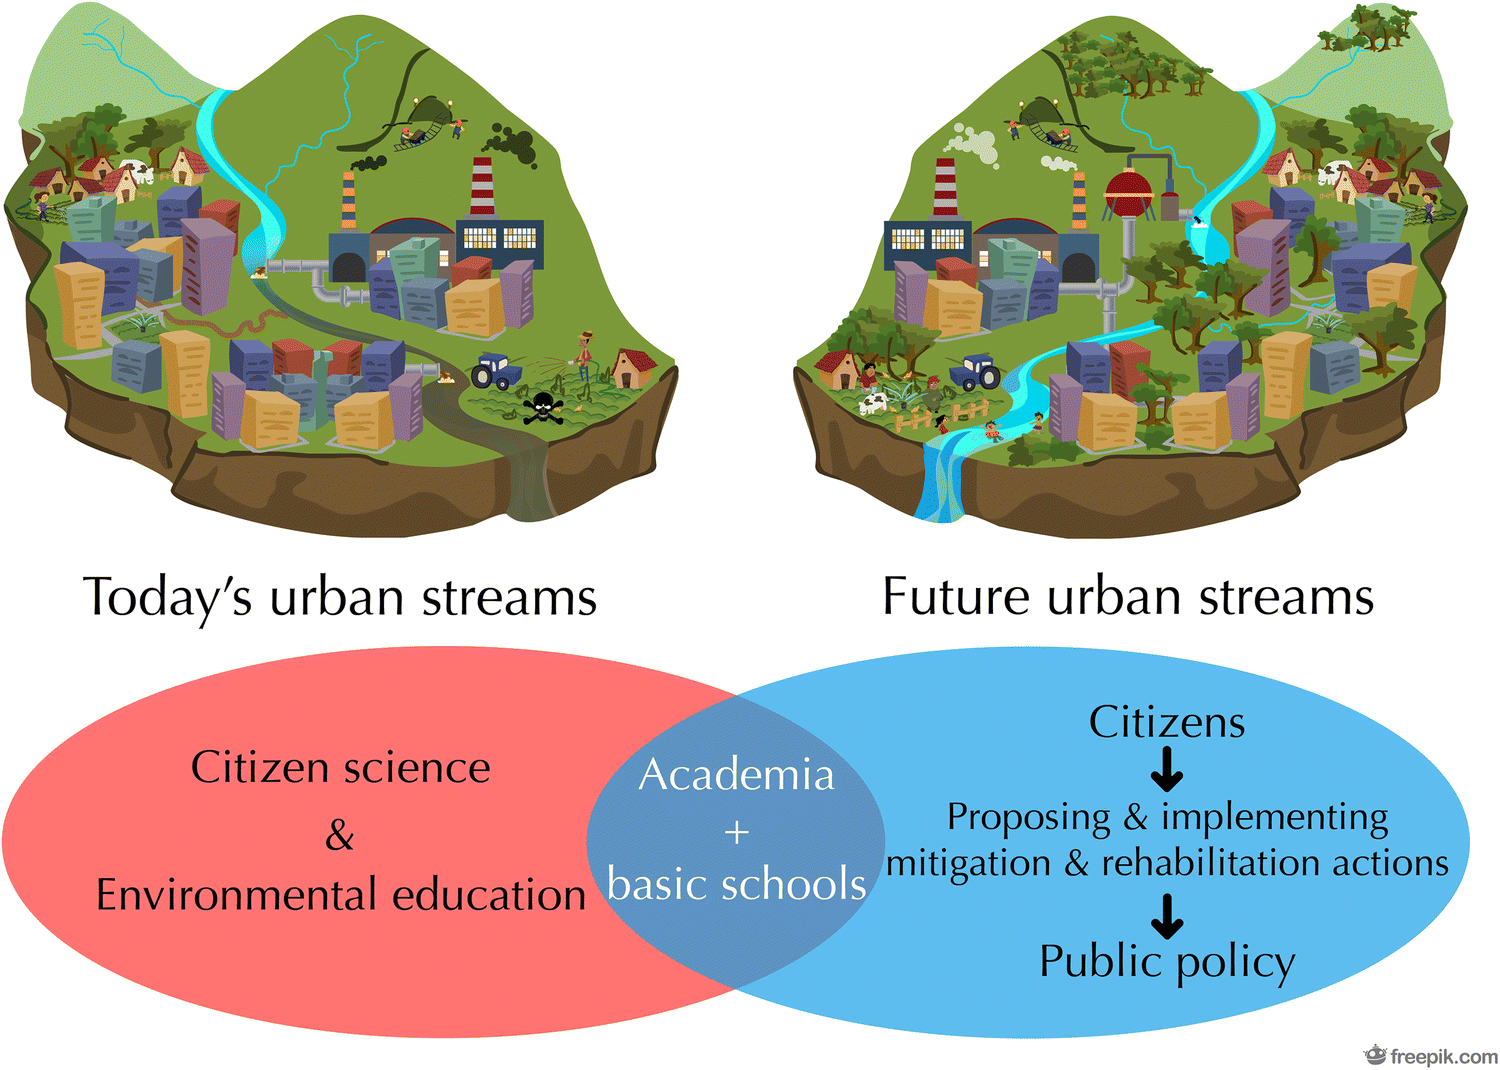 Today’s urban streams
Future urban streams
Citizen science
&
Environmental education
Academia
+
basic schools
Citizens
Proposing & implementing
mitigation & rehabilitation actions
Public policy
freepik.com